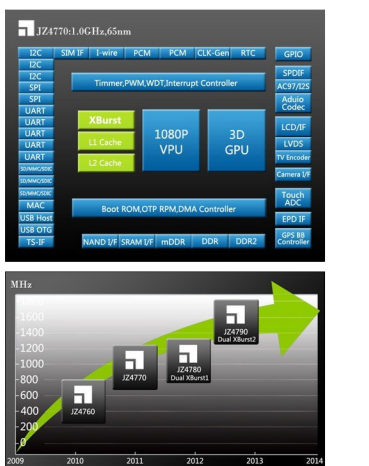 JZ4770:1.0GHz,65nm
I2C
SIM IF
I-wire
PCM
PCM
CLK-Gen
RTC
GPIO
I2C
I2C
SPI
SPI
UART
UART
UART
UART
UART
SD/MMC/SDIC
SD/MMC/SDIC
SD/MMC/SDIC
MAC
USB Host
USB OTG
TS-IF
Timmer,PWM,WDT,Interrupt Controller
XBurst
L1 Cache
L2 Cache
1080P
VPU
3D
GPU
Boot ROM,OTP RPM,DMA Controller
NAND I/F
SRAM I/F
mDDR
DDR
DDR2
SPDIF
AC97/I2S
Aduio
Codec
LCD/IF
LVDS
TV Encoder
Camera I/F
Touch
ADC
EPD IF
GPS BB
Controller
MHz
1600
1400
1200
1000
800
600
400
200
0
JZ4760
JZ4770
JZ4780
Dual XBurst1
JZ4790
Dual XBurst2
2009
2010
2011
2012
2013
2014